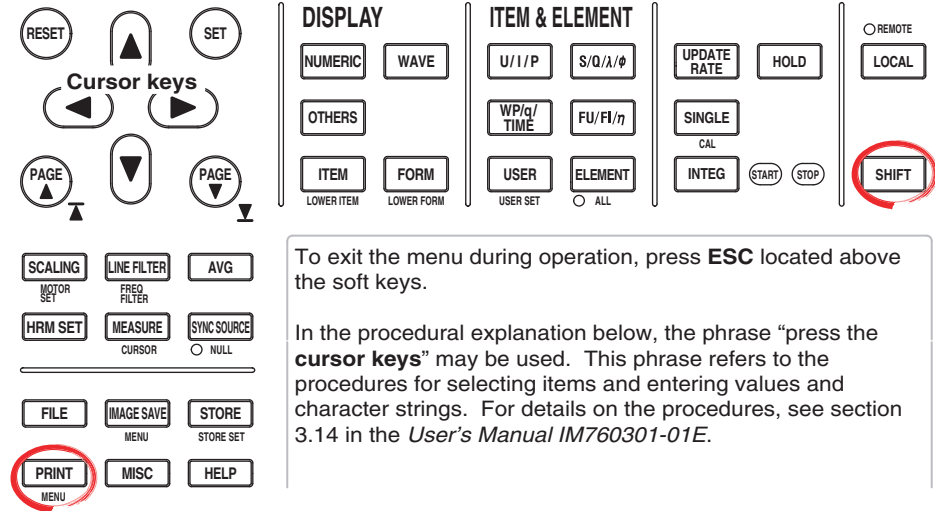 RESET
SET
Cursor keys
PAGE
PAGE
DISPLAY
NUMERIC
WAVE
OTHERS
ITEM
FORM
LOWER ITEM
LOWER FORM
ITEM & ELEMENT
U/I/P
S/Q/λ/ø
WP/q/
TIME
FU/FI/η
USER
ELEMENT
USER SET
ALL
UPDATE
RATE
HOLD
SINGLE
CAL
INTEG
START
STOP
REMOTE
LOCAL
SHIFT
SCALING
LINE FILTER
AVG
MOTOR
SET
FREQ
FILTER
HRM SET
MEASURE
SYNC SOURCE
CURSOR
NULL
FILE
IMAGE SAVE
STORE
MENU
STORE SET
PRINT
MISC
HELP
MENU
To exit the menu during operation, press ESC located above
the soft keys.
In the procedural explanation below, the phrase “press the
cursor keys” may be used. This phrase refers to the
procedures for selecting items and entering values and
character strings. For details on the procedures, see section
3.14 in the User's Manual IM760301-01E.